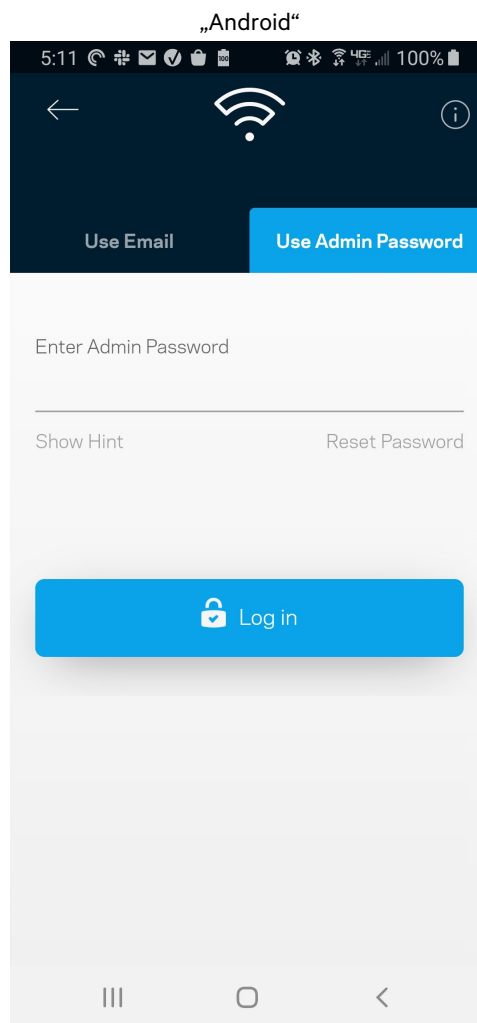 „Android“
5:11 100%
Use Email Use Admin Password
Enter Admin Password
Show Hint Reset Password
Log in